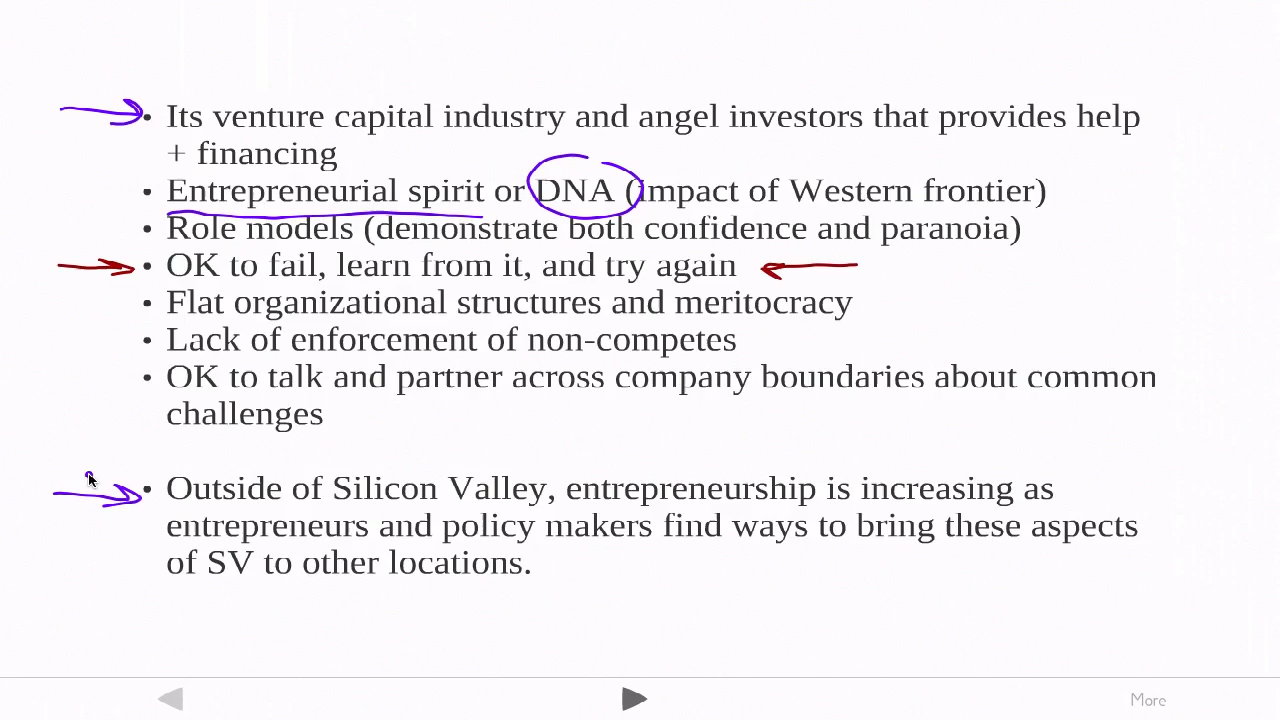 • Its venture capital industry and angel investors that provides help
+ financing
• Entrepreneurial spirit or DNA (impact of Western frontier)
• Role models (demonstrate both confidence and paranoia)
• OK to fail, learn from it, and try again
• Flat organizational structures and meritocracy
• Lack of enforcement of non-competes
• OK to talk and partner across company boundaries about common
challenges
• Outside of Silicon Valley, entrepreneurship is increasing as
entrepreneurs and policy makers find ways to bring these aspects
of SV to other locations.
More